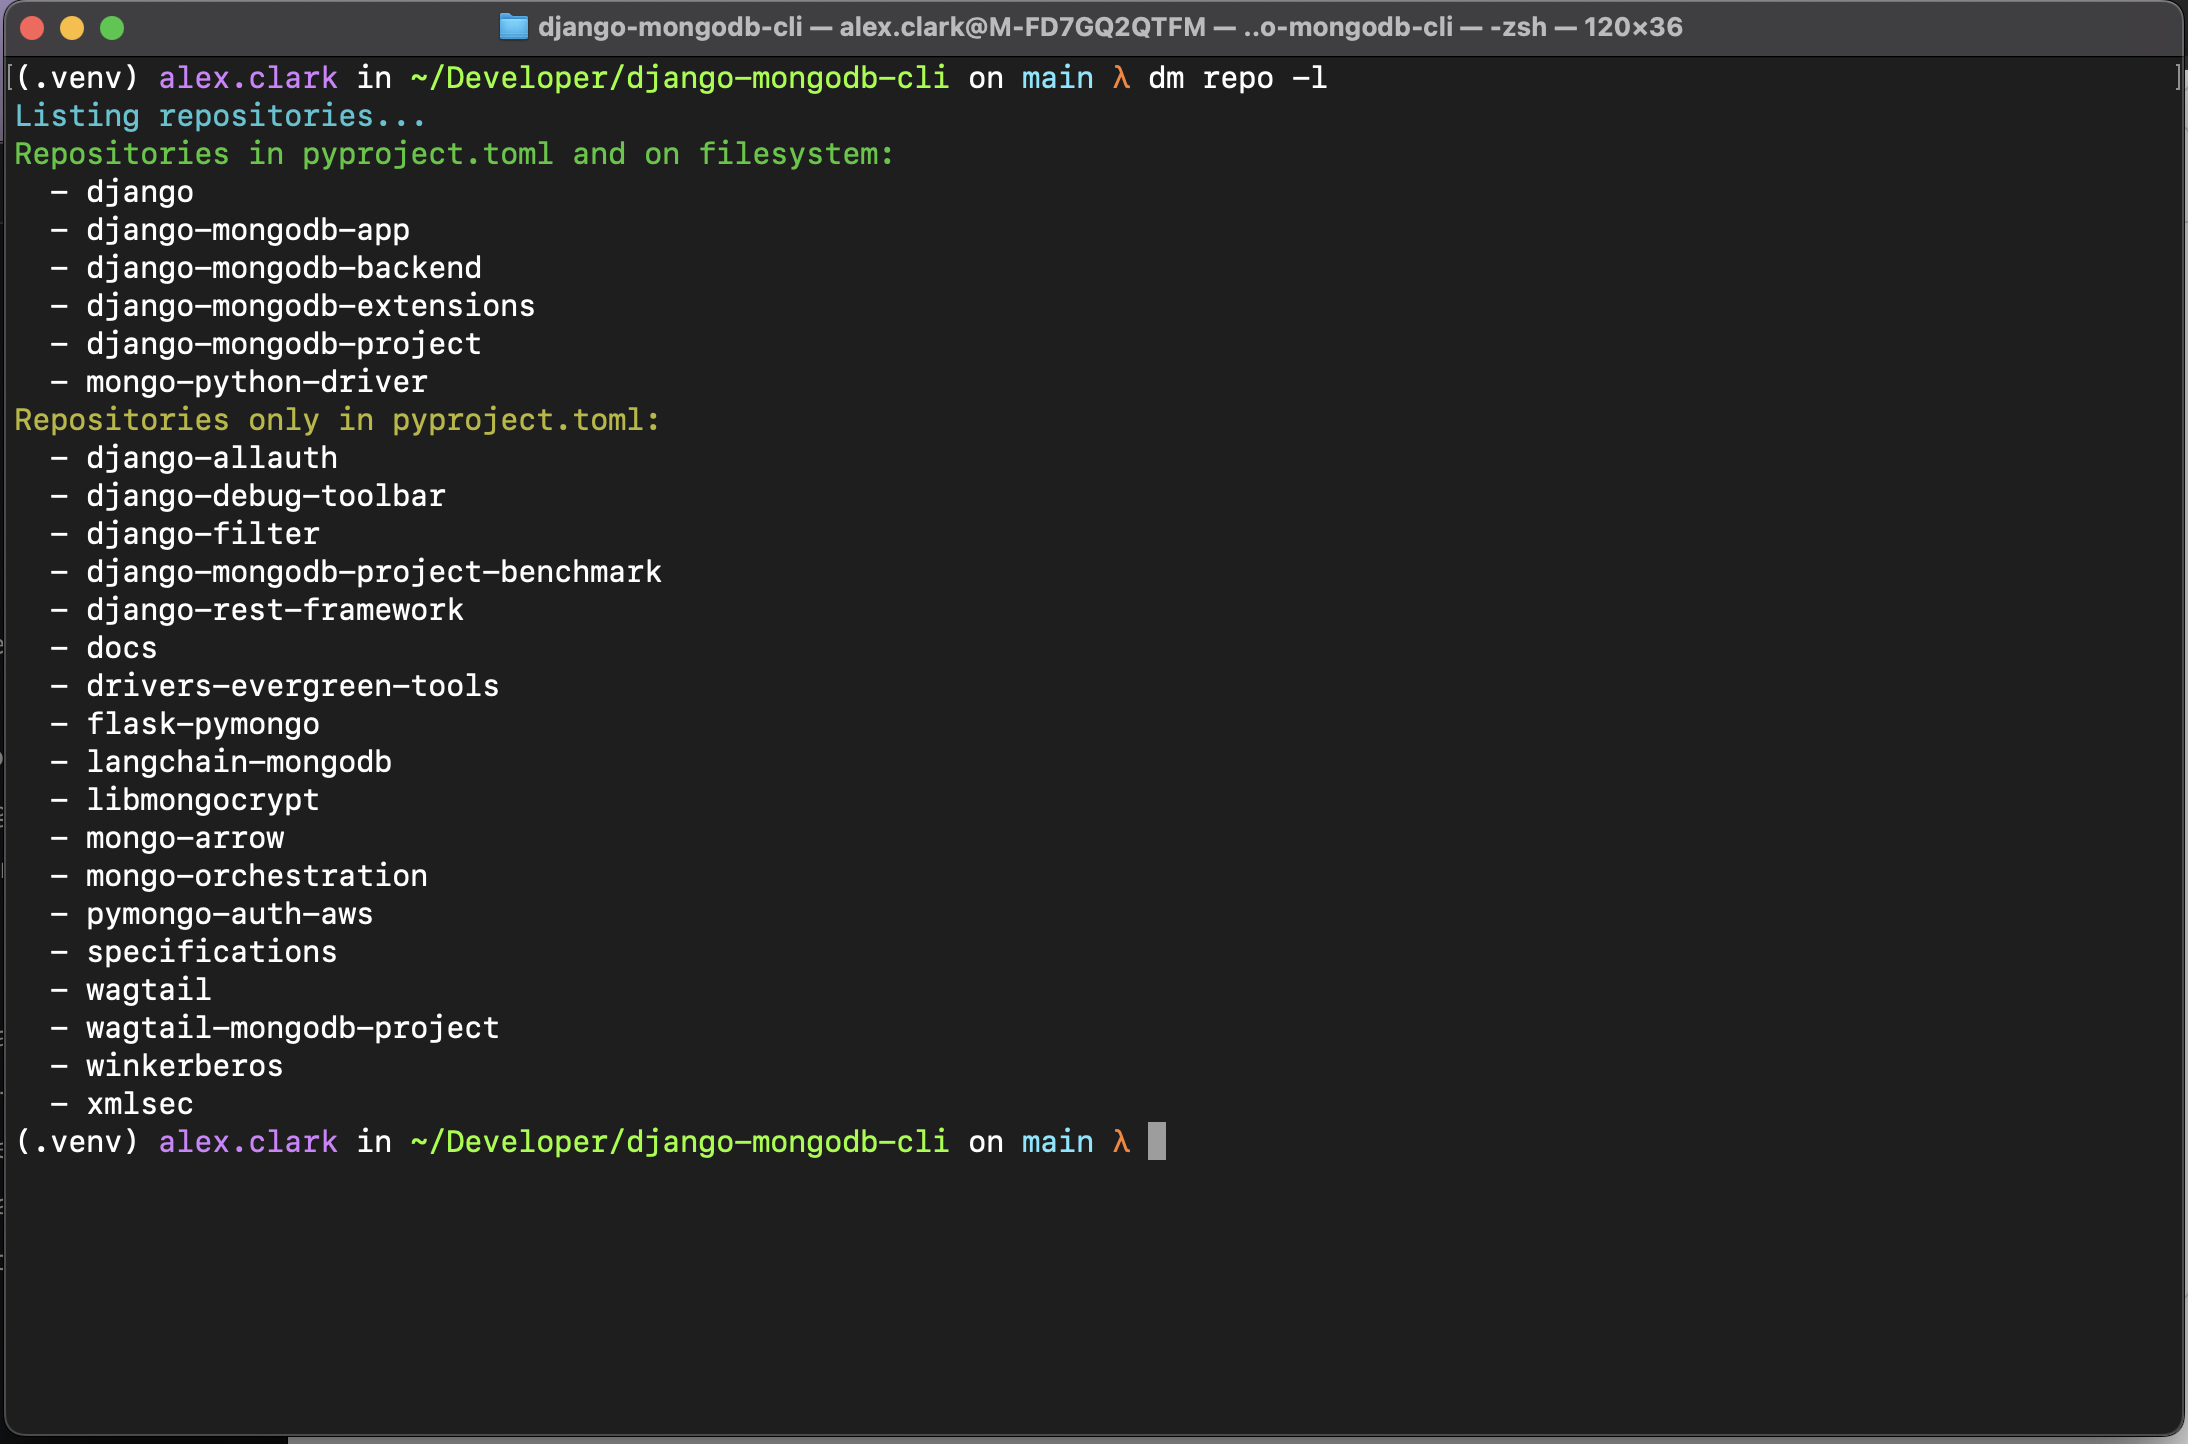 django-mongodb-cli — alex.clark@M-FD7GQ2QTFM — ..o-mongodb-cli — -zsh — 120×36
[(.venv) alex.clark in ~/Developer/django-mongodb-cli on main λ dm repo -l ]
Listing repositories...
Repositories in pyproject.toml and on filesystem:
- django
- django-mongodb-app
- django-mongodb-backend
- django-mongodb-extensions
- django-mongodb-project
- mongo-python-driver
Repositories only in pyproject.toml:
- django-allauth
- django-debug-toolbar
- django-filter
- django-mongodb-project-benchmark
- django-rest-framework
- docs
- drivers-evergreen-tools
- flask-pymongo
- langchain-mongodb
- libmongocrypt
- mongo-arrow
- mongo-orchestration
- pymongo-auth-aws
- specifications
- wagtail
- wagtail-mongodb-project
- winkerberos
- xmlsec
(.venv) alex.clark in ~/Developer/django-mongodb-cli on main λ